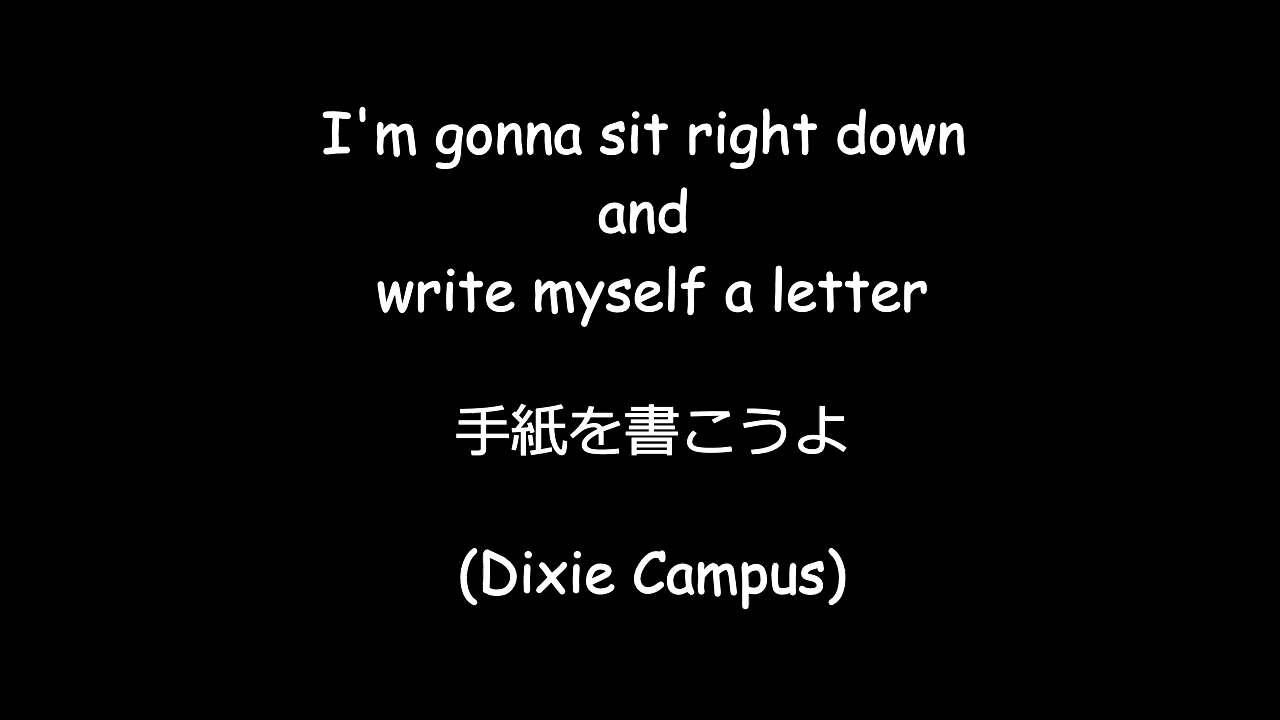 I'm gonna sit right down
and
write myself a letter
手紙を書こうよ
(Dixie Campus)